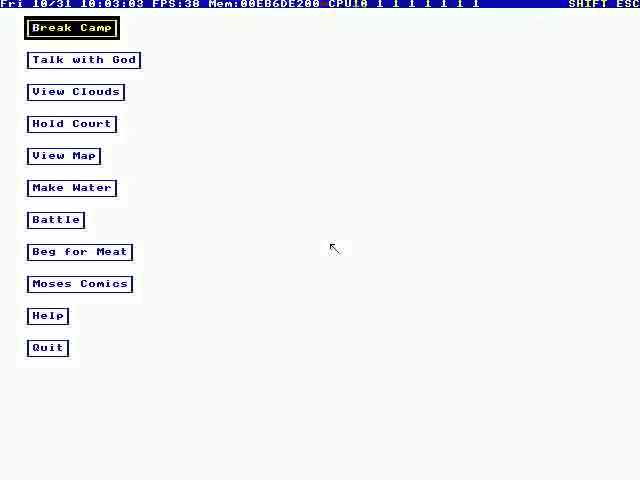 Fri 10/31 10:03:03 FPS:30 Mem:00EB6DE200 CPU10 1 1 1 1 1 1 1 SHIFT ESC
Break Camp
Talk with God
View Clouds
Hold Court
View Map
Make Water
Battle
Beg for Meat
Moses Comics
Help
Quit